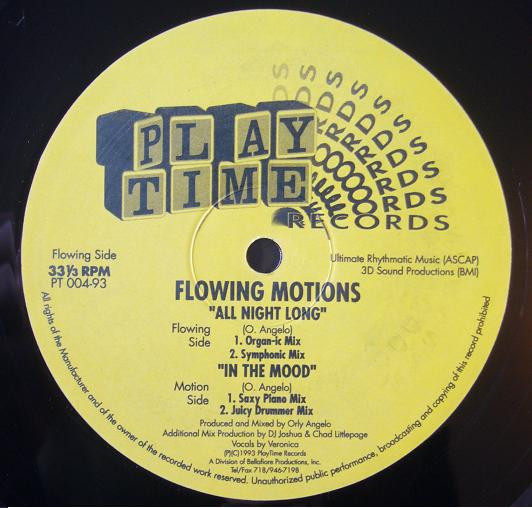 PLAY
TIME
RECORDS
Flowing Side
33⅓ RPM
PT 004-93
Ultimate Rhythmatic Music (ASCAP)
3D Sound Productions (BMI)
FLOWING MOTIONS
"ALL NIGHT LONG"
Flowing Side
(O. Angelo)
1. Organ-ic Mix
2. Symphonic Mix
"IN THE MOOD"
Motion Side
(O. Angelo)
1. Saxy Piano Mix
2. Juicy Drummer Mix
Produced and Mixed by Orly Angelo
Additional Mix Production by DJ Joshua & Chad Littlepage
Vocals by Veronica
(P)(C)1993 PlayTime Records
A Division of Bellafiore Productions, Inc.
Tel/Fax 718/946-7198
All rights of the Manufacturer and of the owner of the recorded work reserved. Unauthorized public performance, broadcasting and copying of this record prohibited